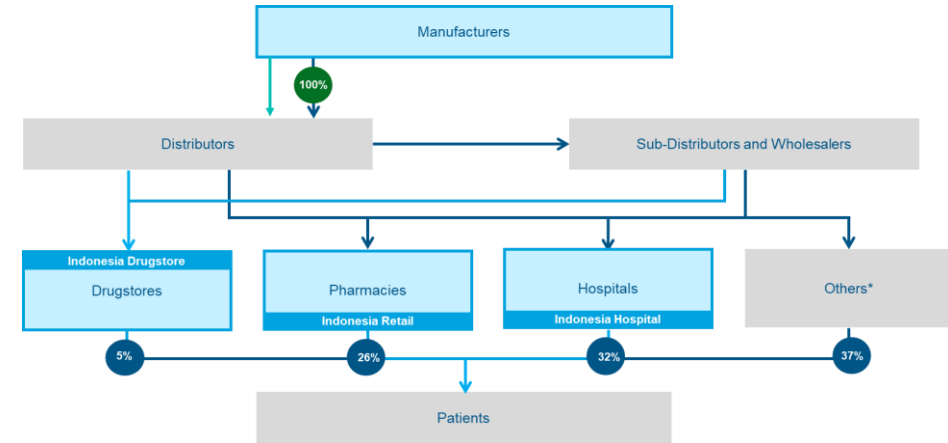 Manufacturers
100%
Distributors
Sub-Distributors and Wholesalers
Indonesia Drugstore
Drugstores
Pharmacies
Indonesia Retail
Hospitals
Indonesia Hospital
Others*
5%
26%
32%
37%
Patients